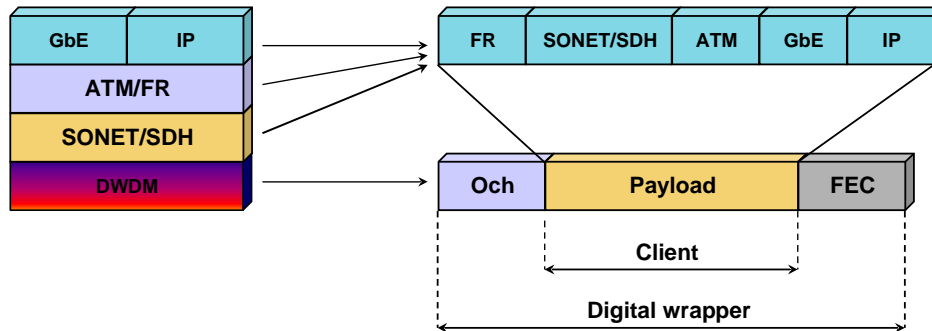 GbE IP
ATM/FR
SONET/SDH
DWDM
FR SONET/SDH ATM GbE IP
Och Payload FEC
Client
Digital wrapper